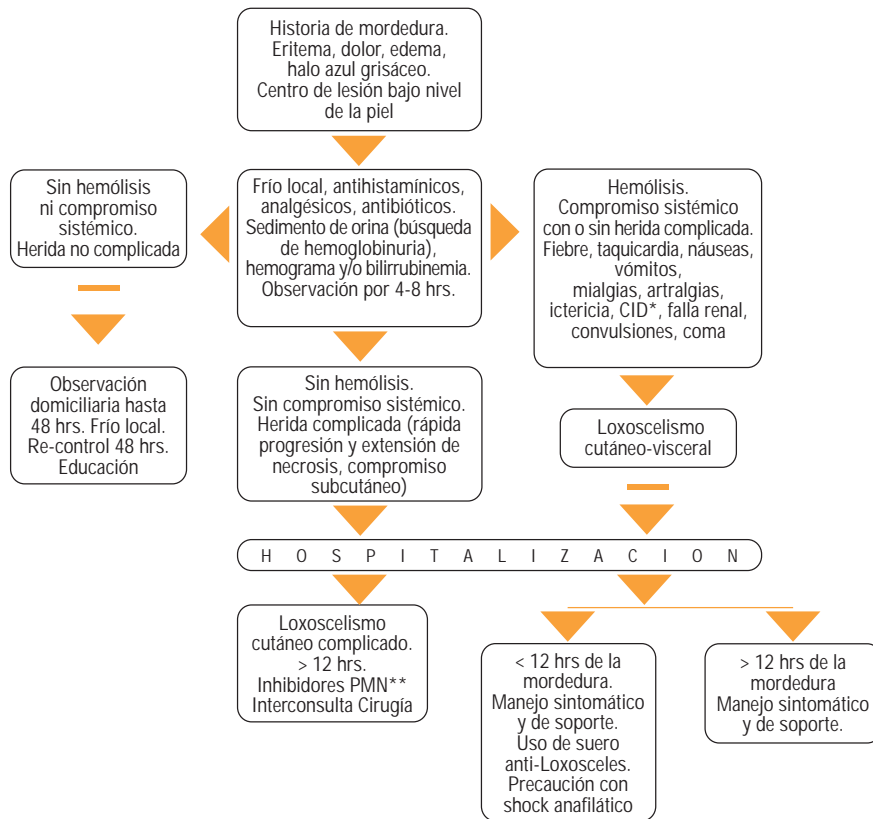 Historia de mordedura.
Eritema, dolor, edema,
halo azul grisáceo.
Centro de lesión bajo nivel
de la piel
Sin hemólisis
ni compromiso
sistémico.
Herida no complicada
Frío local, antihistamínicos,
analgésicos, antibióticos.
Sedimento de orina (búsqueda
de hemoglobinuria),
hemograma y/o bilirrubinemia.
Observación por 4-8 hrs.
Hemólisis.
Compromiso sistémico
con o sin herida complicada.
Fiebre, taquicardia, náuseas,
vómitos,
mialgias, artralgias,
ictericia, CID*, falla renal,
convulsiones, coma
Observación
domiciliaria hasta
48 hrs. Frío local.
Re-control 48 hrs.
Educación
Sin hemólisis.
Sin compromiso sistémico.
Herida complicada (rápida
progresión y extensión de
necrosis, compromiso
subcutáneo)
Loxoscelismo
cutáneo-visceral
H O S P I T A L I Z A C I O N
Loxoscelismo
cutáneo complicado.
> 12 hrs.
Inhibidores PMN**
Interconsulta Cirugía
< 12 hrs de la
mordedura.
Manejo sintomático
y de soporte.
Uso de suero
anti-Loxosceles.
Precaución con
shock anafilático
> 12 hrs de la
mordedura
Manejo sintomático
y de soporte.